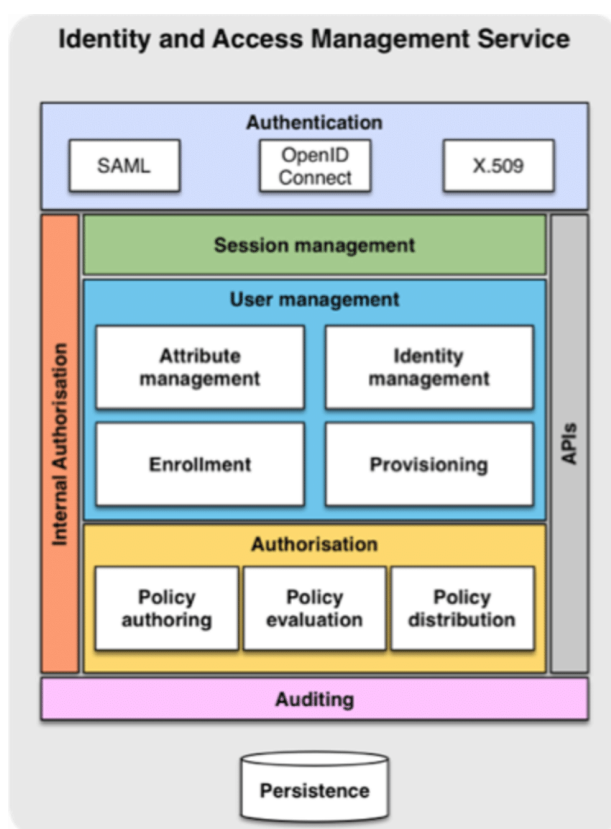 Identity and Access Management Service
Authentication
SAML
OpenID
Connect
X.509
Session management
User management
Attribute
management
Identity
management
Enrollment
Provisioning
Internal Authorisation
APIs
Authorisation
Policy
authoring
Policy
evaluation
Policy
distribution
Auditing
Persistence